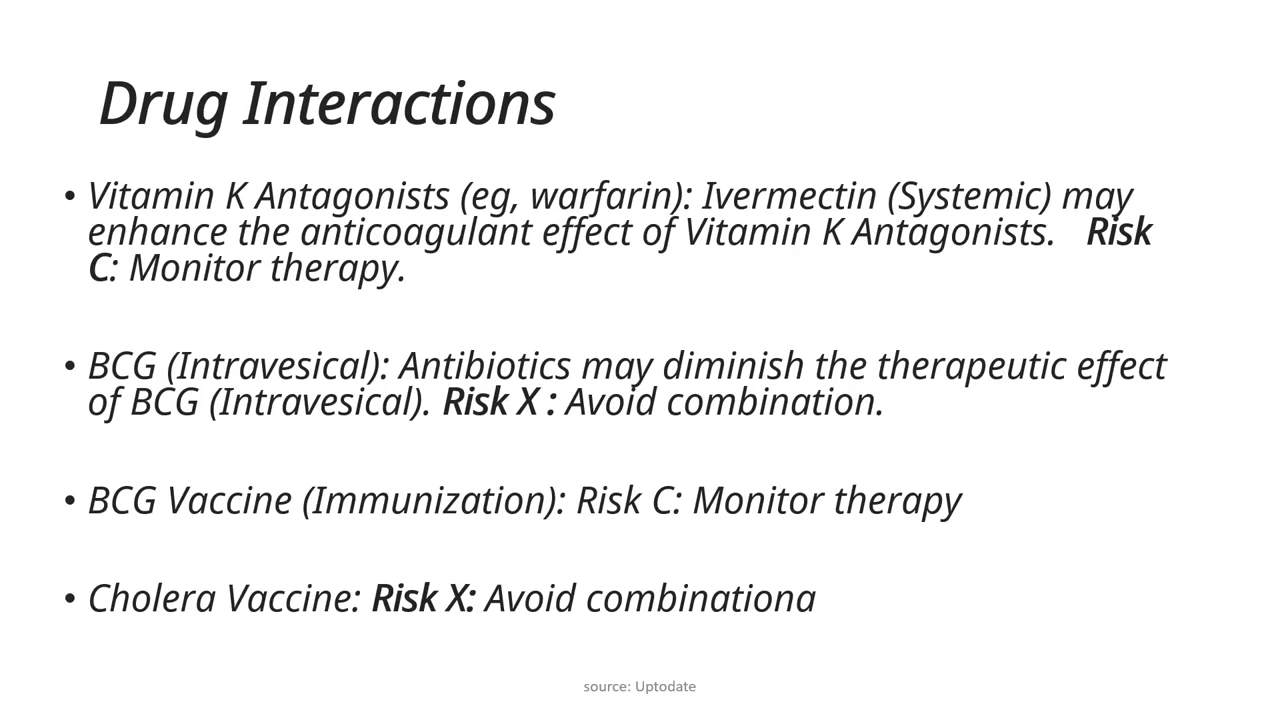 Drug Interactions
• Vitamin K Antagonists (eg, warfarin): Ivermectin (Systemic) may
enhance the anticoagulant effect of Vitamin K Antagonists. Risk
C: Monitor therapy.
• BCG (Intravesical): Antibiotics may diminish the therapeutic effect
of BCG (Intravesical). Risk X : Avoid combination.
• BCG Vaccine (Immunization): Risk C: Monitor therapy
• Cholera Vaccine: Risk X: Avoid combinationa
source: Uptodate